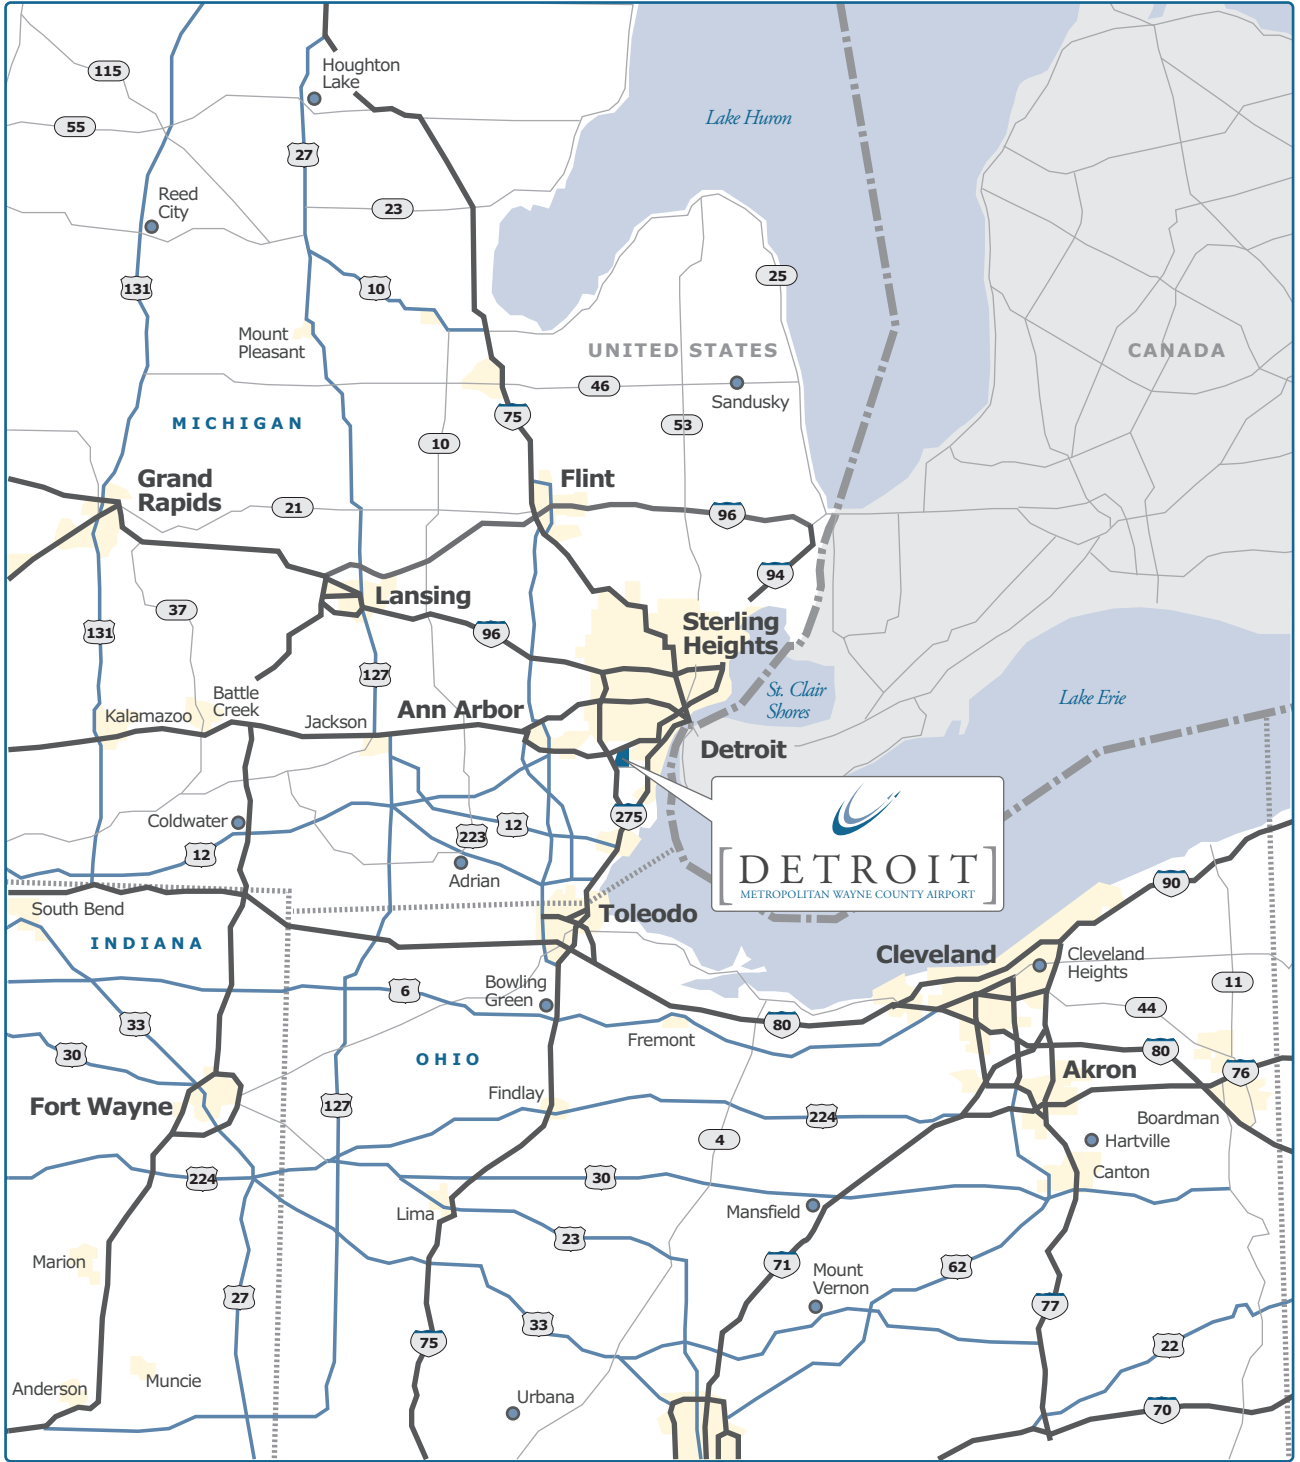 115
Houghton
Lake
Lake Huron
55
27
Reed
City
23
25
131
10
Mount
Pleasant
UNITED STATES
CANADA
46
Sandusky
MICHIGAN
75
53
10
Grand
Rapids
Flint
21
96
94
Lansing
37
Sterling
Heights
131
96
127
St. Clair
Shores
Lake Erie
Battle
Creek
Kalamazoo
Jackson
Ann Arbor
Detroit
275
Coldwater
12
223
12
[DETROIT]
METROPOLITAN WAYNE COUNTY AIRPORT
Adrian
90
South Bend
Toleodo
INDIANA
Cleveland
Cleveland
Heights
Bowling
Green
6
11
44
33
80
Fremont
30
OHIO
80
76
Akron
Findlay
Fort Wayne
127
224
Boardman
4
Hartville
Canton
224
30
Lima
Mansfield
23
Marion
71
Mount
Vernon
62
27
77
33
75
22
Muncie
Anderson
Urbana
70